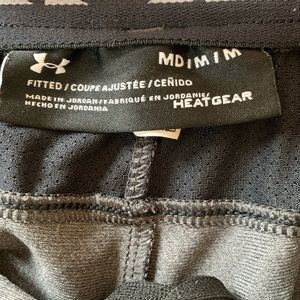 MD/M/M
FITTED / COUPE AJUSTÉE / CEÑIDO
MADE IN JORDAN / FABRIQUÉ EN JORDANIE/
HECHO EN JORDANIA
HEATGEAR